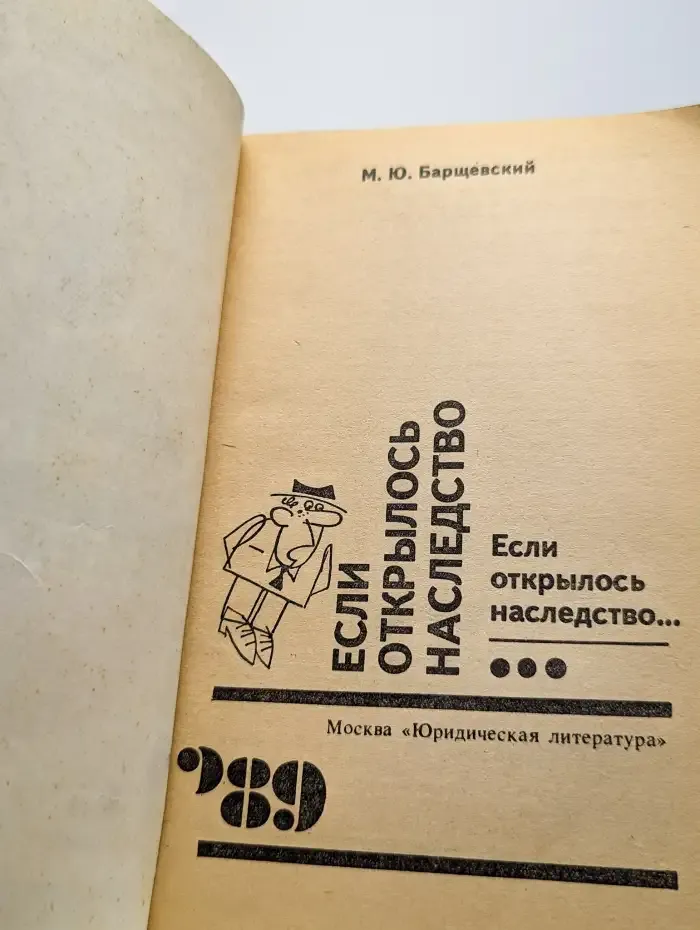 М. Ю. Барщевский
ЕСЛИ
ОТКРЫЛОСЬ
НАСЛЕДСТВО
Если
открылось
наследство...
Москва «Юридическая литература»
'89